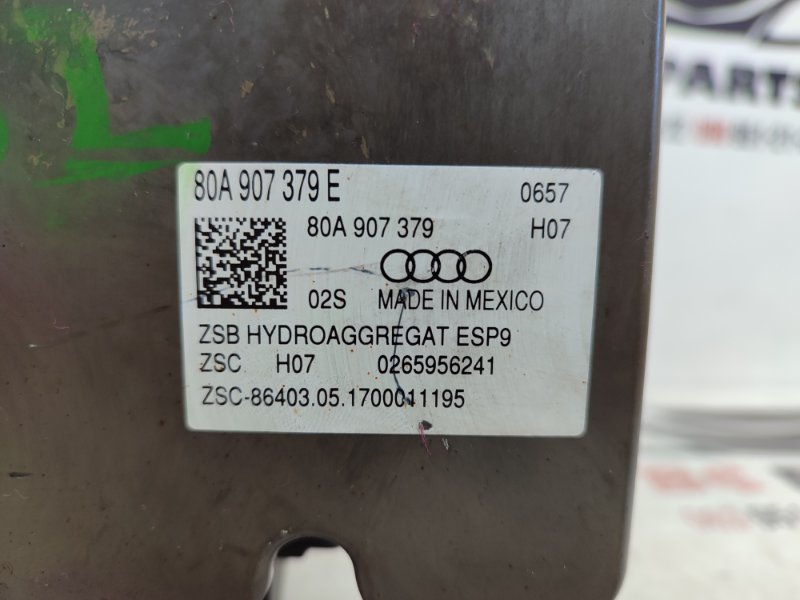 80A 907 379 E 0657
80A 907 379 H07
02S MADE IN MEXICO
ZSB HYDROAGGREGAT ESP9
ZSC H07 0265956241
ZSC-86403.05.1700011195
PARTS